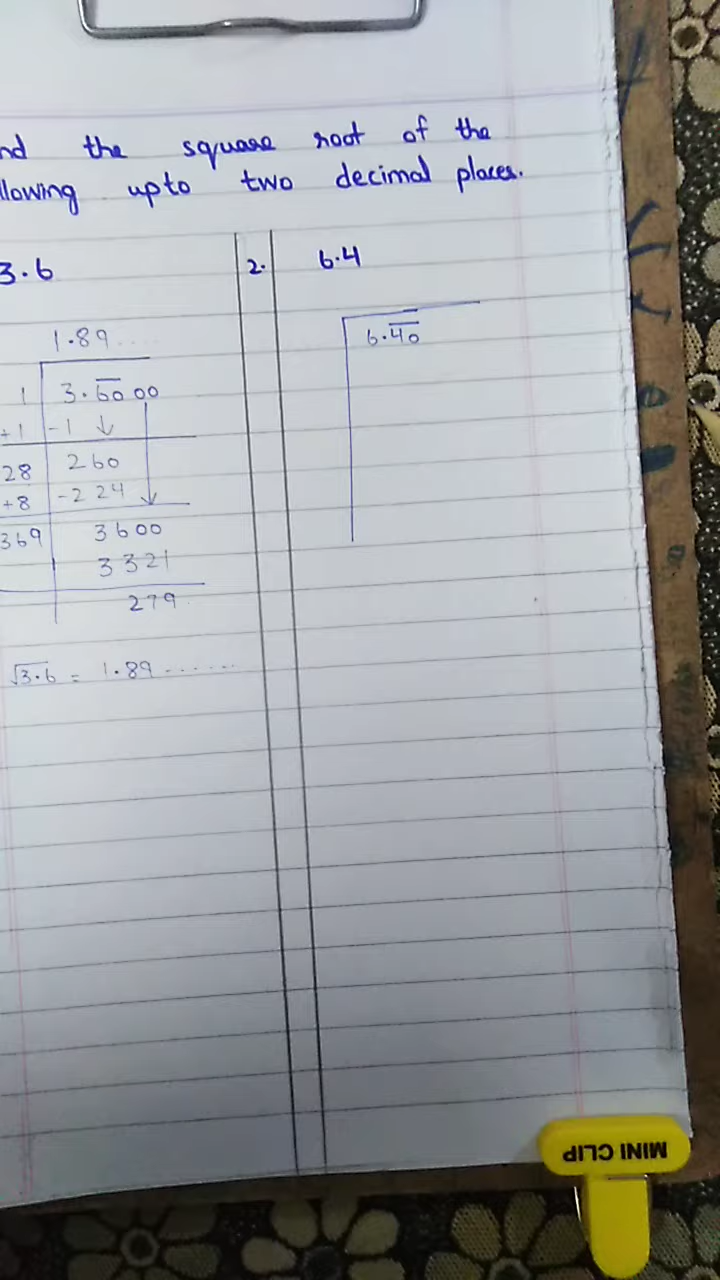 nd the square root of the
llowing upto two decimal places.
3.6
1.89....
1 3.60 00
+1 -1
28 260
+8 -224
369 3600
3321
279
√3.6 = 1.89.......
2. 6.4
6.40
MINI CLIP